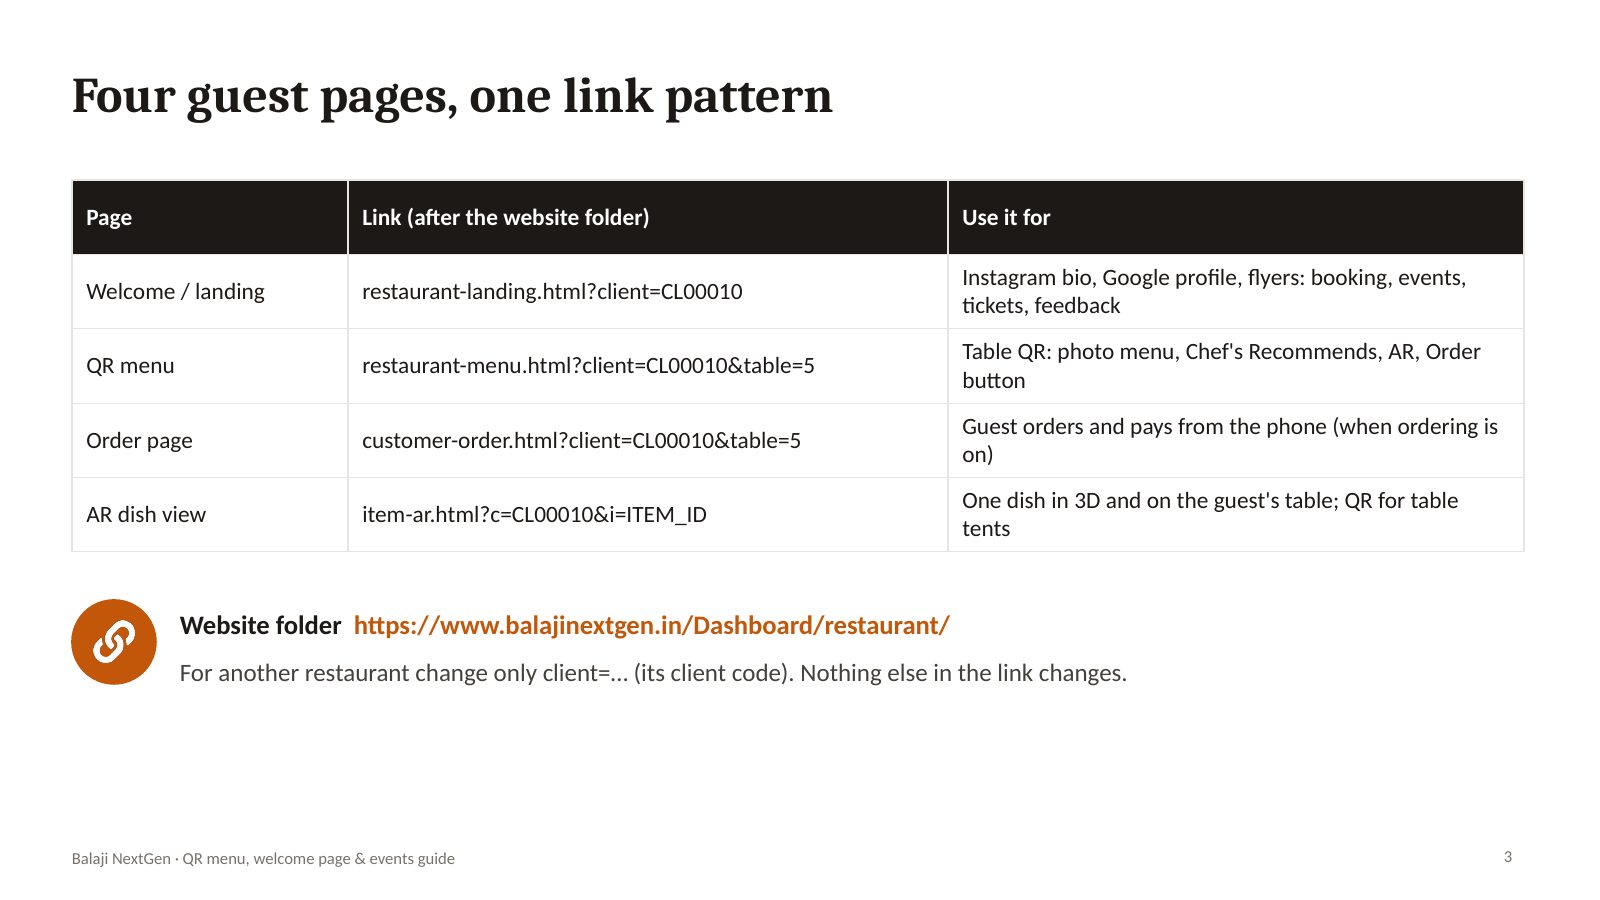 Four guest pages, one link pattern
Page
Link (after the website folder)
Use it for
Welcome / landing
restaurant-landing.html?client=CL00010
Instagram bio, Google profile, flyers: booking, events,
tickets, feedback
QR menu
restaurant-menu.html?client=CL00010&table=5
Table QR: photo menu, Chef's Recommends, AR, Order
button
Order page
customer-order.html?client=CL00010&table=5
Guest orders and pays from the phone (when ordering is
on)
AR dish view
item-ar.html?c=CL00010&i=ITEM_ID
One dish in 3D and on the guest's table; QR for table
tents
Website folder https://www.balajinextgen.in/Dashboard/restaurant/
For another restaurant change only client=... (its client code). Nothing else in the link changes.
Balaji NextGen · QR menu, welcome page & events guide
3